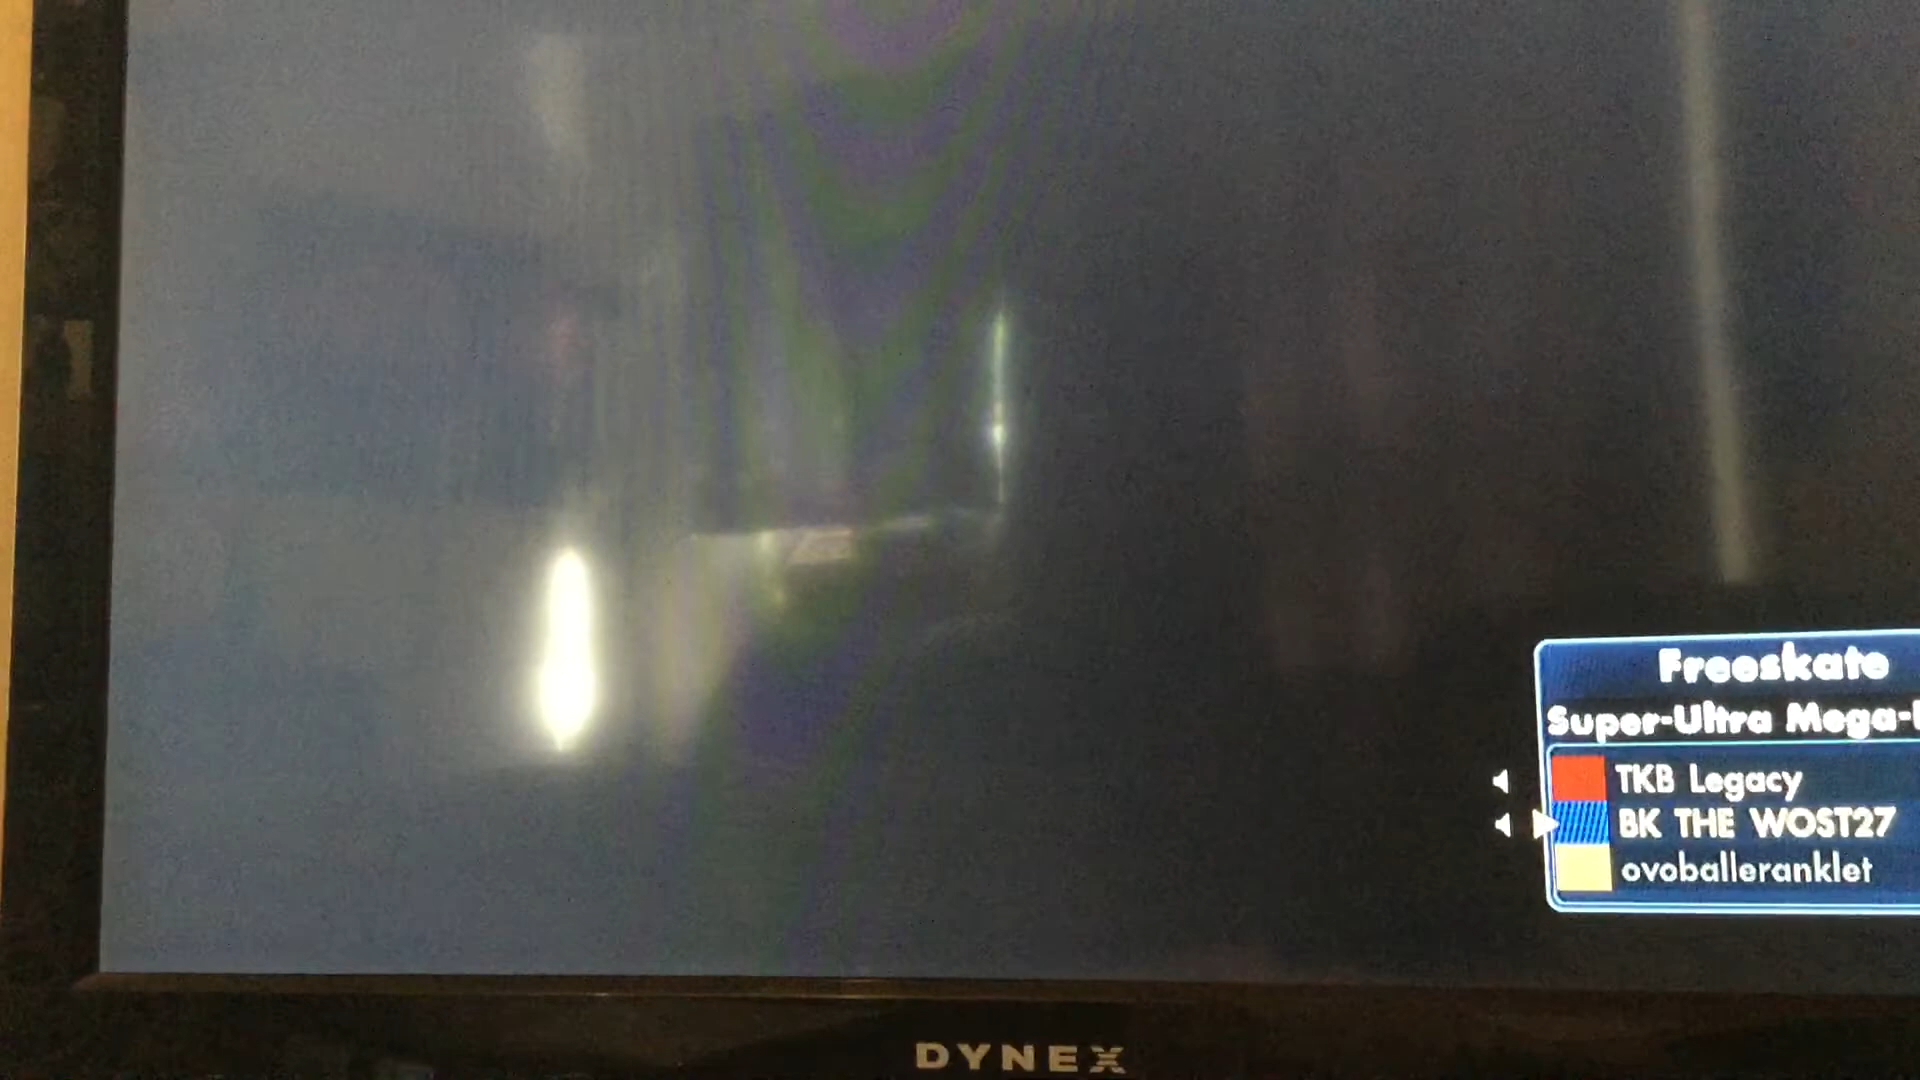 Freeskate
Super-Ultra Mega-
TKB Legacy
BK THE WOST27
ovoballeranklet
DYNEX